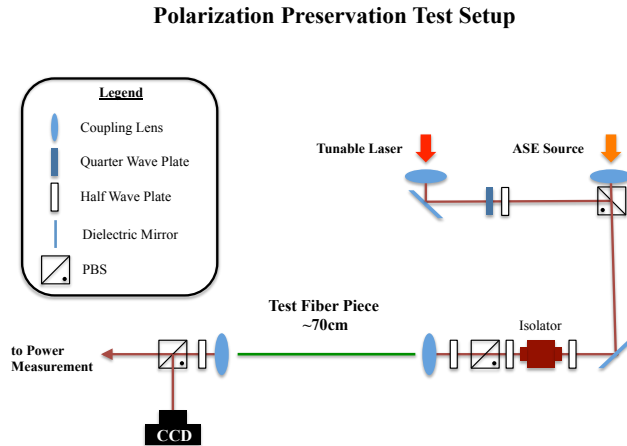 Polarization Preservation Test Setup
Legend
Coupling Lens
Quarter Wave Plate
Half Wave Plate
Dielectric Mirror
PBS
Tunable Laser
ASE Source
Test Fiber Piece
~70cm
Isolator
to Power
Measurement
CCD